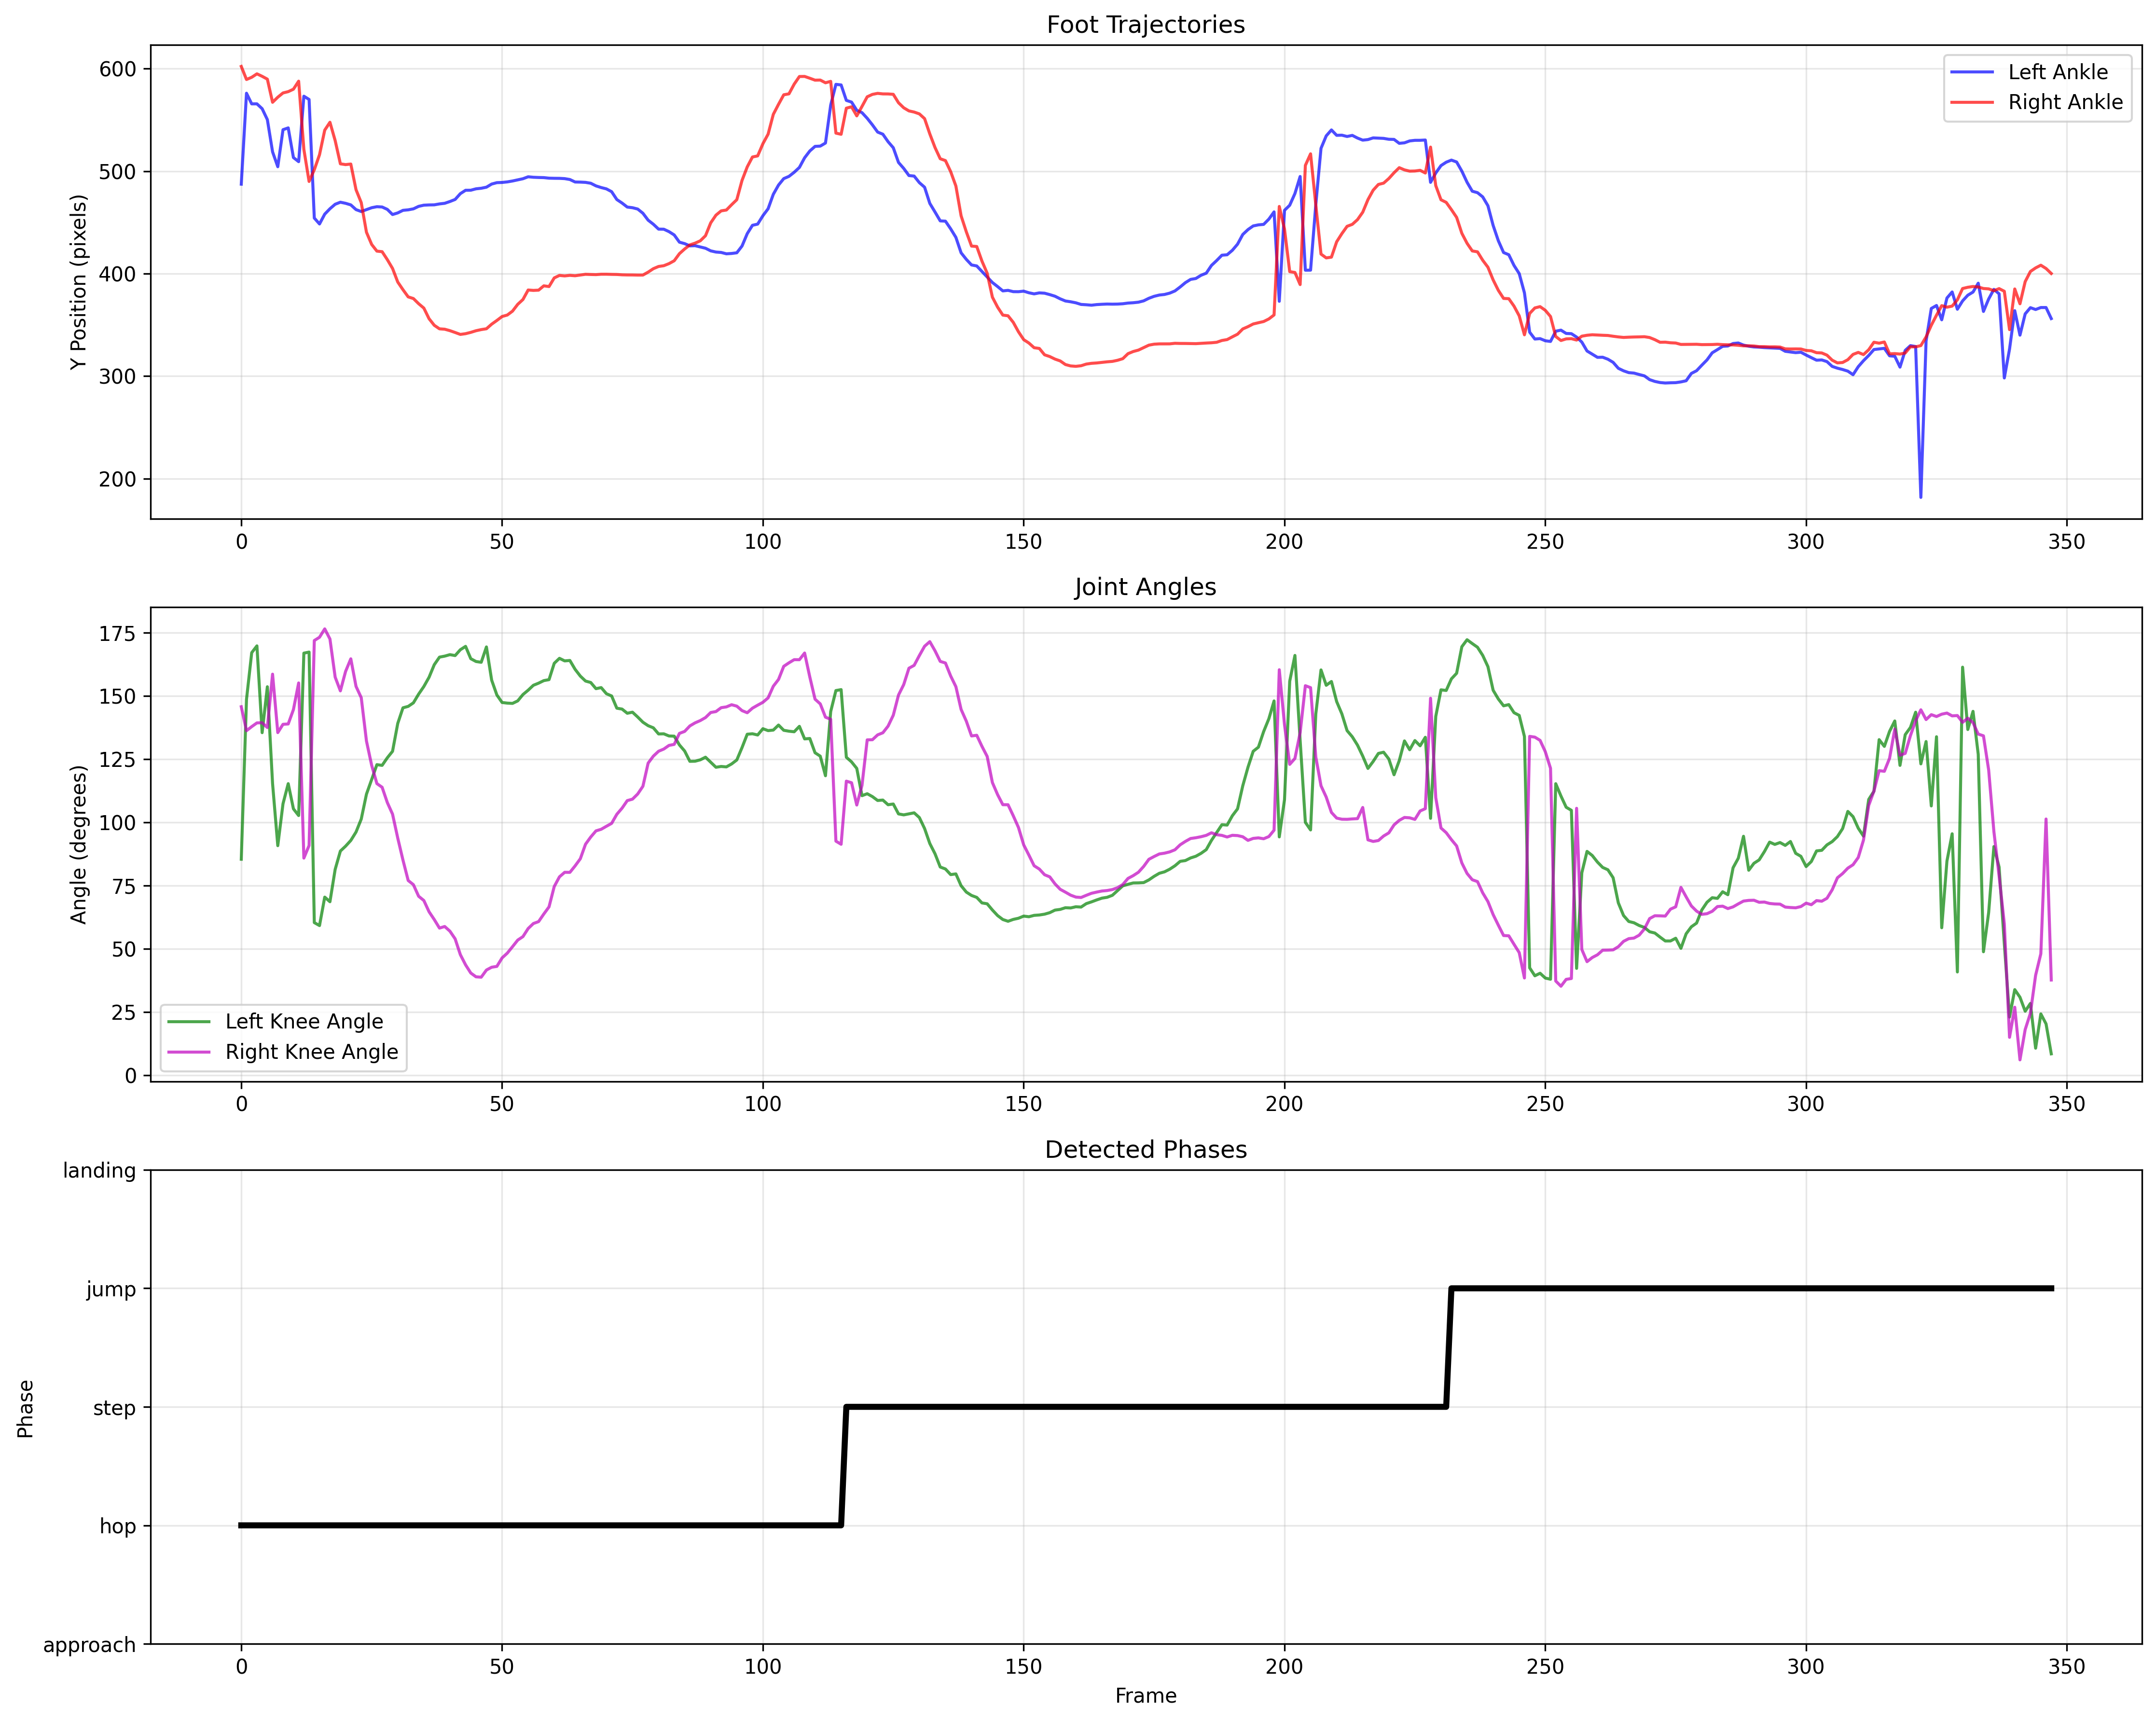 Foot Trajectories
Y Position (pixels)
600
500
400
300
200
Left Ankle
Right Ankle
0 50 100 150 200 250 300 350
Joint Angles
Angle (degrees)
175
150
125
100
75
50
25
0
Left Knee Angle
Right Knee Angle
0 50 100 150 200 250 300 350
Detected Phases
Phase
landing
jump
step
hop
approach
0 50 100 150 200 250 300 350
Frame